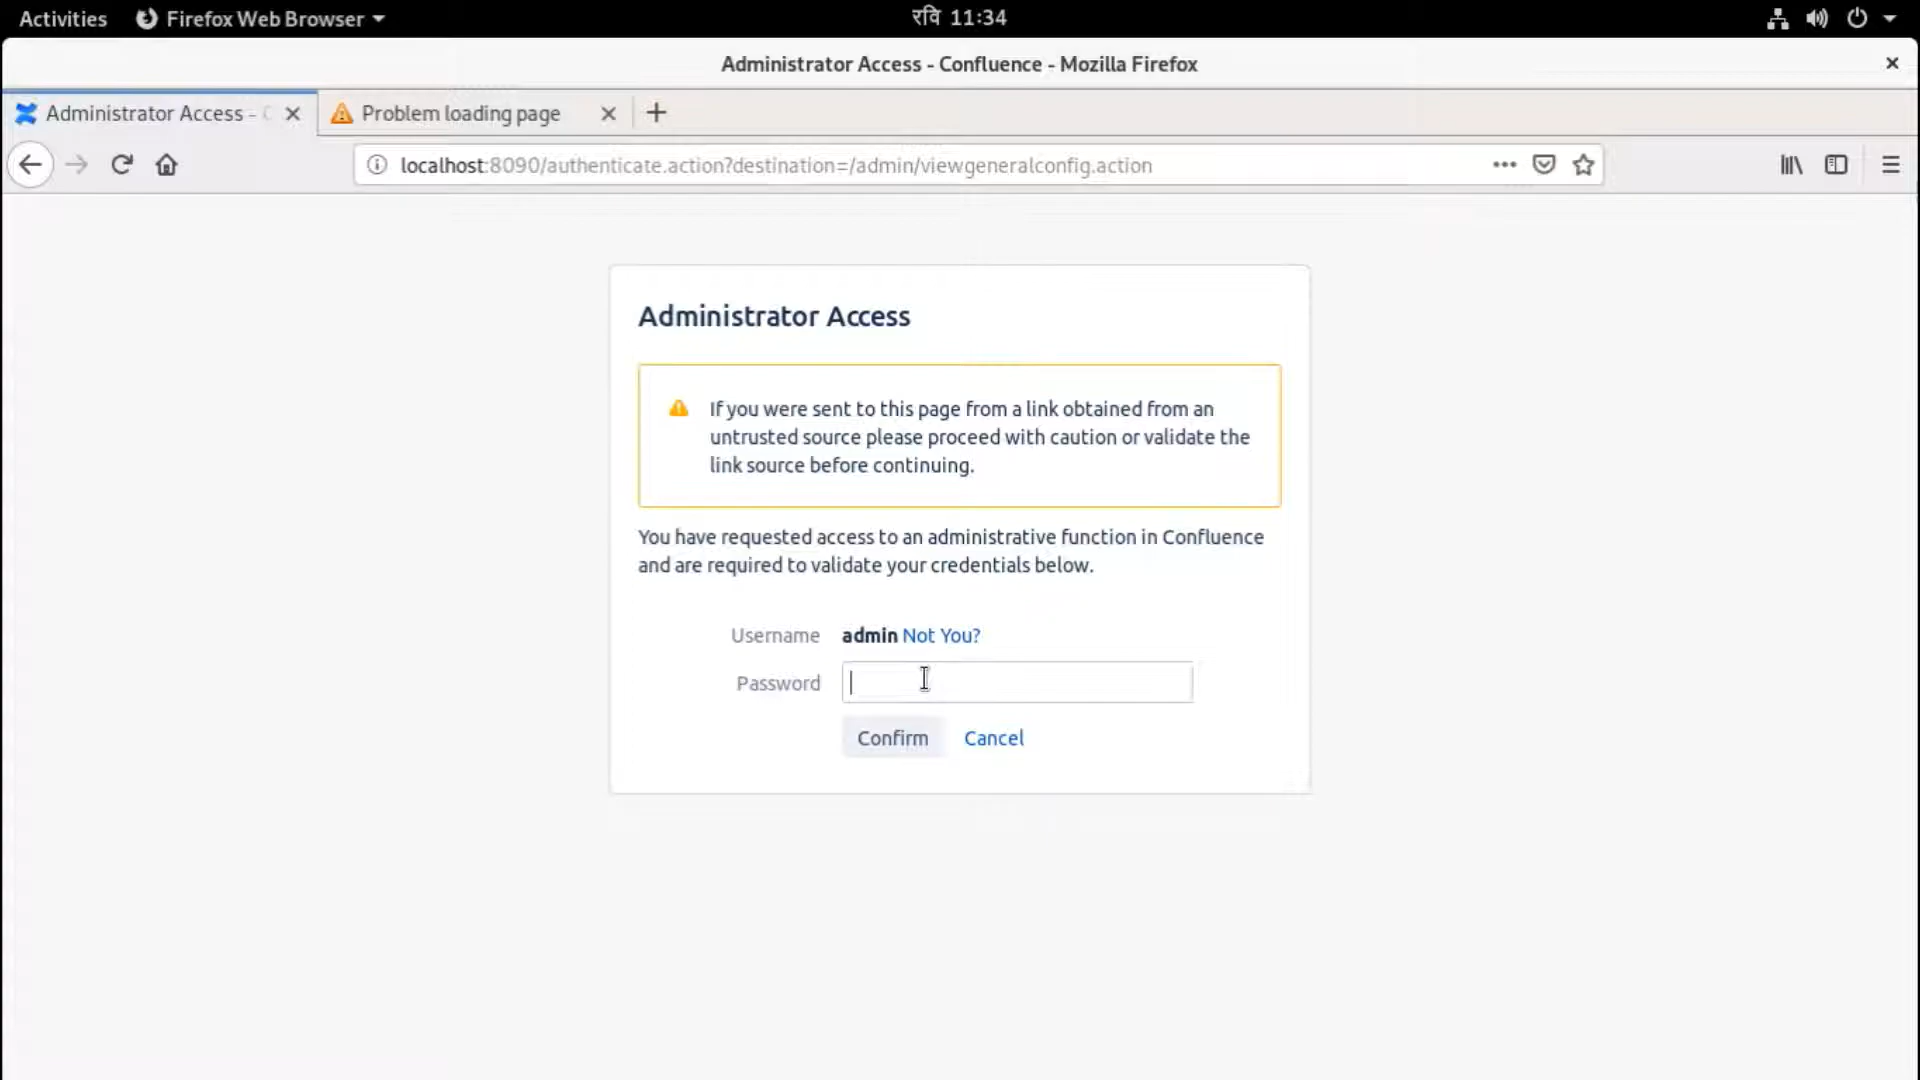 Activities Firefox Web Browser रवि 11:34
Administrator Access - Confluence - Mozilla Firefox
Administrator Access - C Problem loading page
localhost:8090/authenticate.action?destination=/admin/viewgeneralconfig.action
Administrator Access
If you were sent to this page from a link obtained from an
untrusted source please proceed with caution or validate the
link source before continuing.
You have requested access to an administrative function in Confluence
and are required to validate your credentials below.
Username admin Not You?
Password
Confirm Cancel